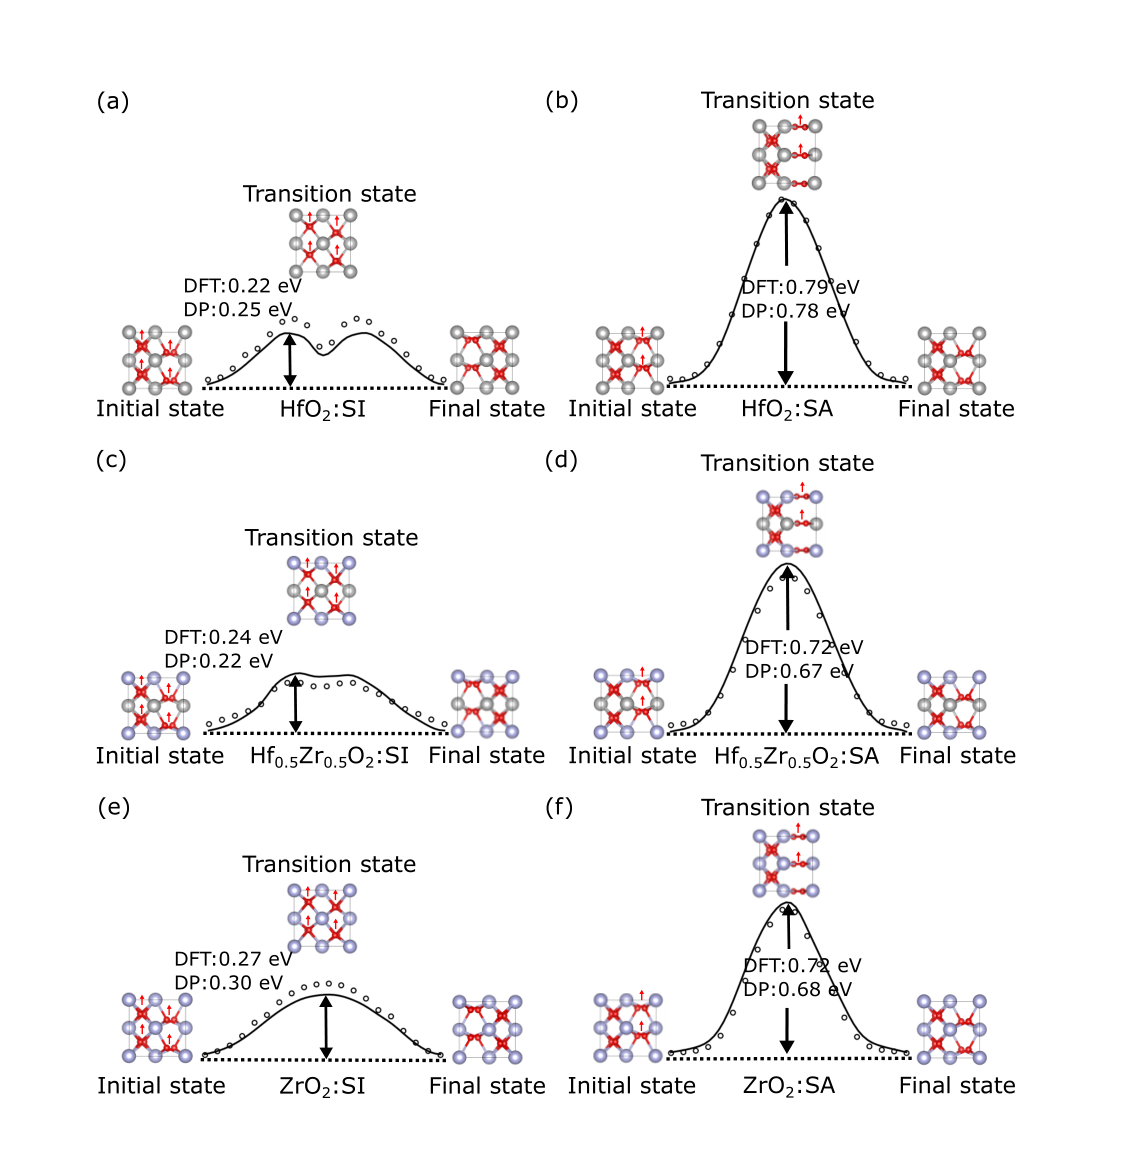 (a)
Transition state
DFT:0.22 eV
DP:0.25 eV
Initial state
HfO₂:SI
Final state
(b)
Transition state
DFT:0.79 eV
DP:0.78 eV
Initial state
HfO₂:SA
Final state
(c)
Transition state
DFT:0.24 eV
DP:0.22 eV
Initial state
Hf₀.₅Zr₀.₅O₂:SI
Final state
(d)
Transition state
DFT:0.72 eV
DP:0.67 eV
Initial state
Hf₀.₅Zr₀.₅O₂:SA
Final state
(e)
Transition state
DFT:0.27 eV
DP:0.30 eV
Initial state
ZrO₂:SI
Final state
(f)
Transition state
DFT:0.72 eV
DP:0.68 eV
Initial state
ZrO₂:SA
Final state